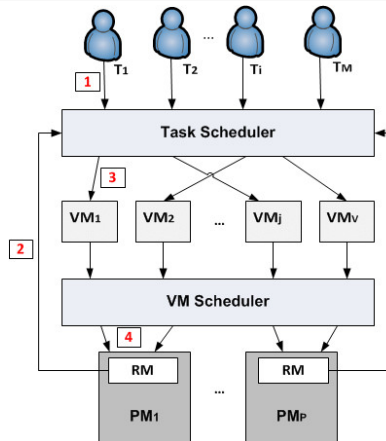 ...
T1 T2 Ti TM
1
Task Scheduler
3
VM1 VM2 ... VMj VMV
2
VM Scheduler
4
RM RM
PM1 ... PMP